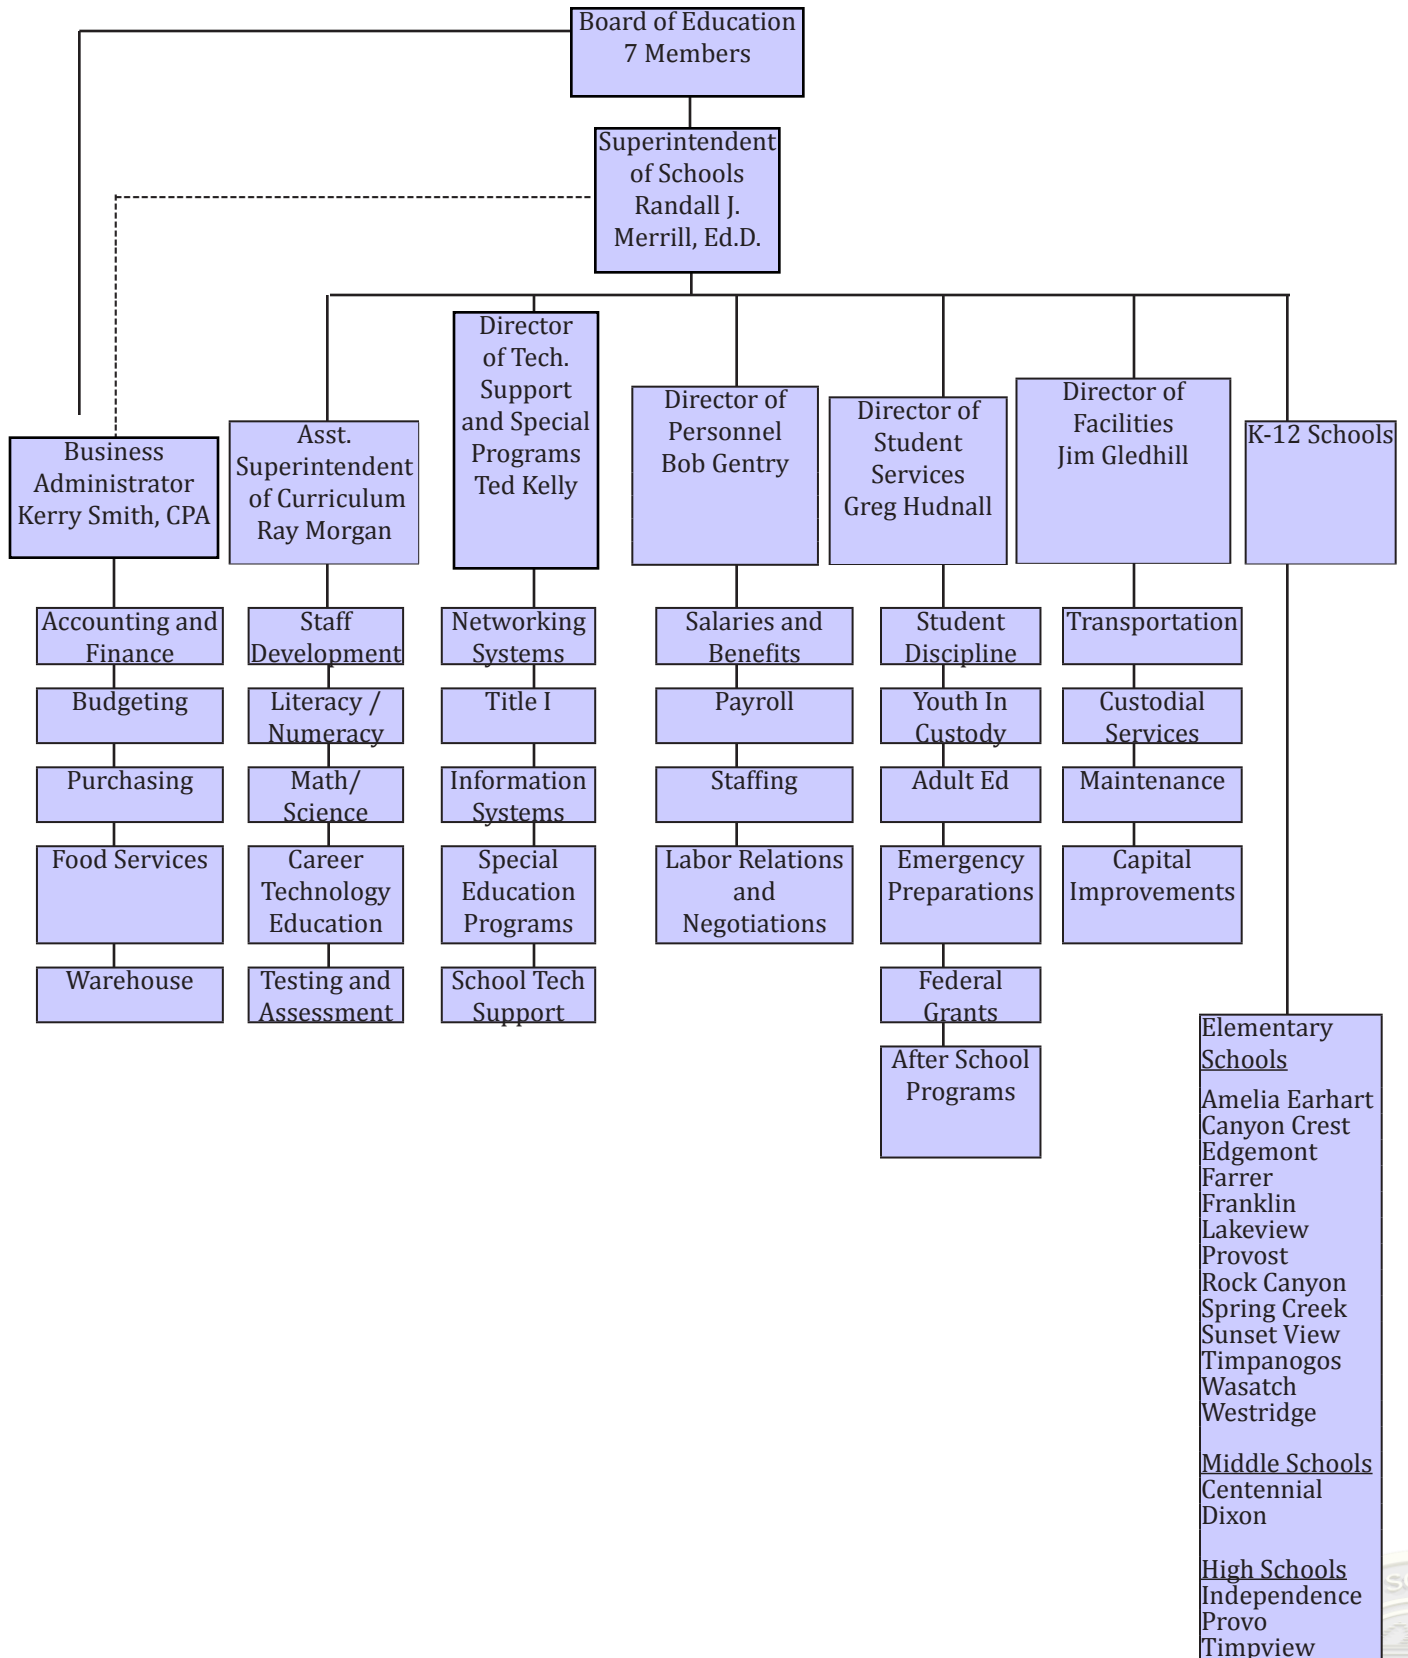 Board of Education
7 Members
Superintendent
of Schools
Randall J.
Merrill, Ed.D.
Business
Administrator
Kerry Smith, CPA
Accounting and
Finance
Budgeting
Purchasing
Food Services
Warehouse
Asst.
Superintendent
of Curriculum
Ray Morgan
Staff
Development
Literacy /
Numeracy
Math/
Science
Career
Technology
Education
Testing and
Assessment
Director
of Tech.
Support
and Special
Programs
Ted Kelly
Networking
Systems
Title I
Information
Systems
Special
Education
Programs
School Tech
Support
Director of
Personnel
Bob Gentry
Salaries and
Benefits
Payroll
Staffing
Labor Relations
and
Negotiations
Director of
Student
Services
Greg Hudnall
Student
Discipline
Youth In
Custody
Adult Ed
Emergency
Preparations
Federal
Grants
After School
Programs
Director of
Facilities
Jim Gledhill
Transportation
Custodial
Services
Maintenance
Capital
Improvements
K-12 Schools
Elementary
Schools
Amelia Earhart
Canyon Crest
Edgemont
Farrer
Franklin
Lakeview
Provost
Rock Canyon
Spring Creek
Sunset View
Timpanogos
Wasatch
Westridge
Middle Schools
Centennial
Dixon
High Schools
Independence
Provo
Timpview